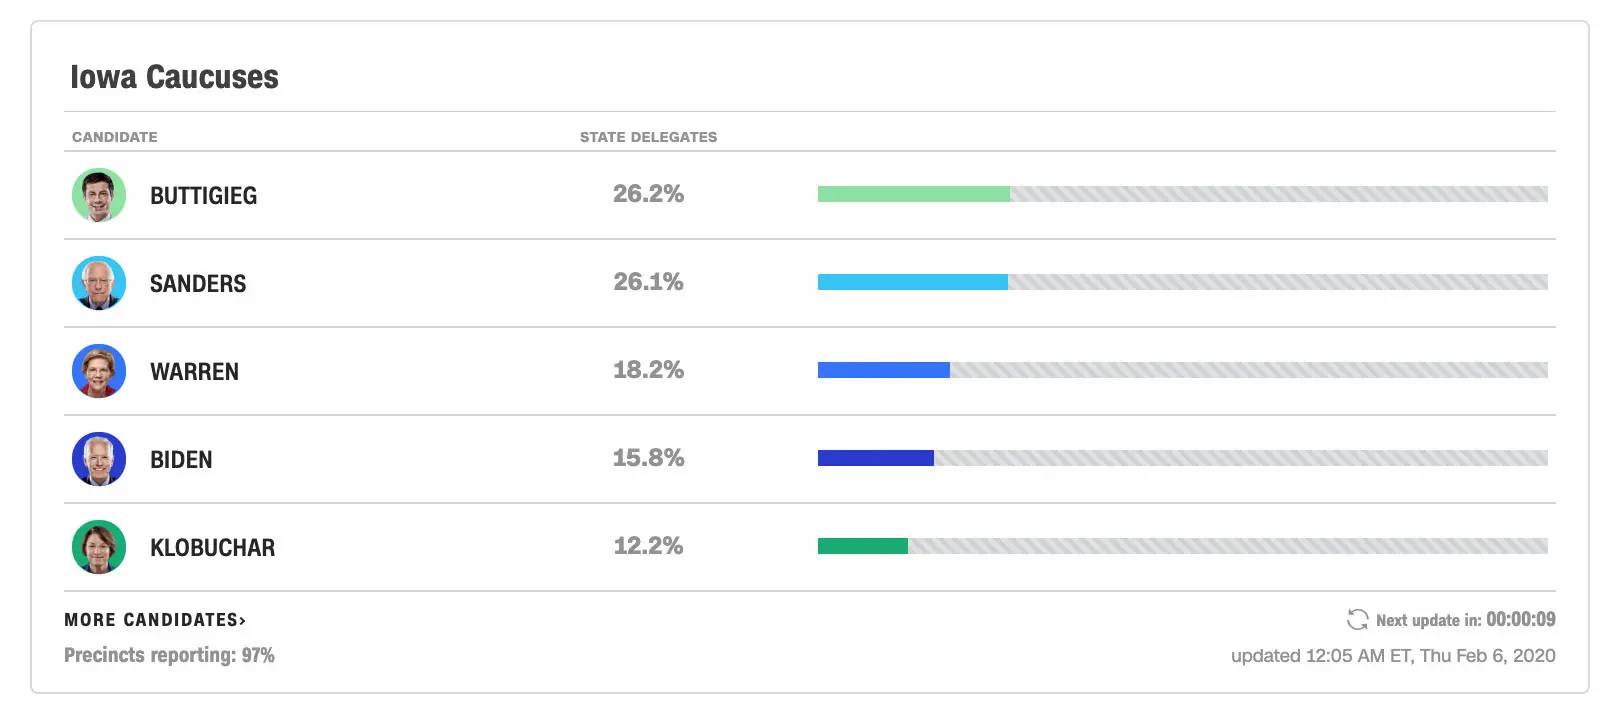 Iowa Caucuses
CANDIDATE STATE DELEGATES
BUTTIGIEG 26.2%
SANDERS 26.1%
WARREN 18.2%
BIDEN 15.8%
KLOBUCHAR 12.2%
MORE CANDIDATES› Next update in: 00:00:09
Precincts reporting: 97% updated 12:05 AM ET, Thu Feb 6, 2020